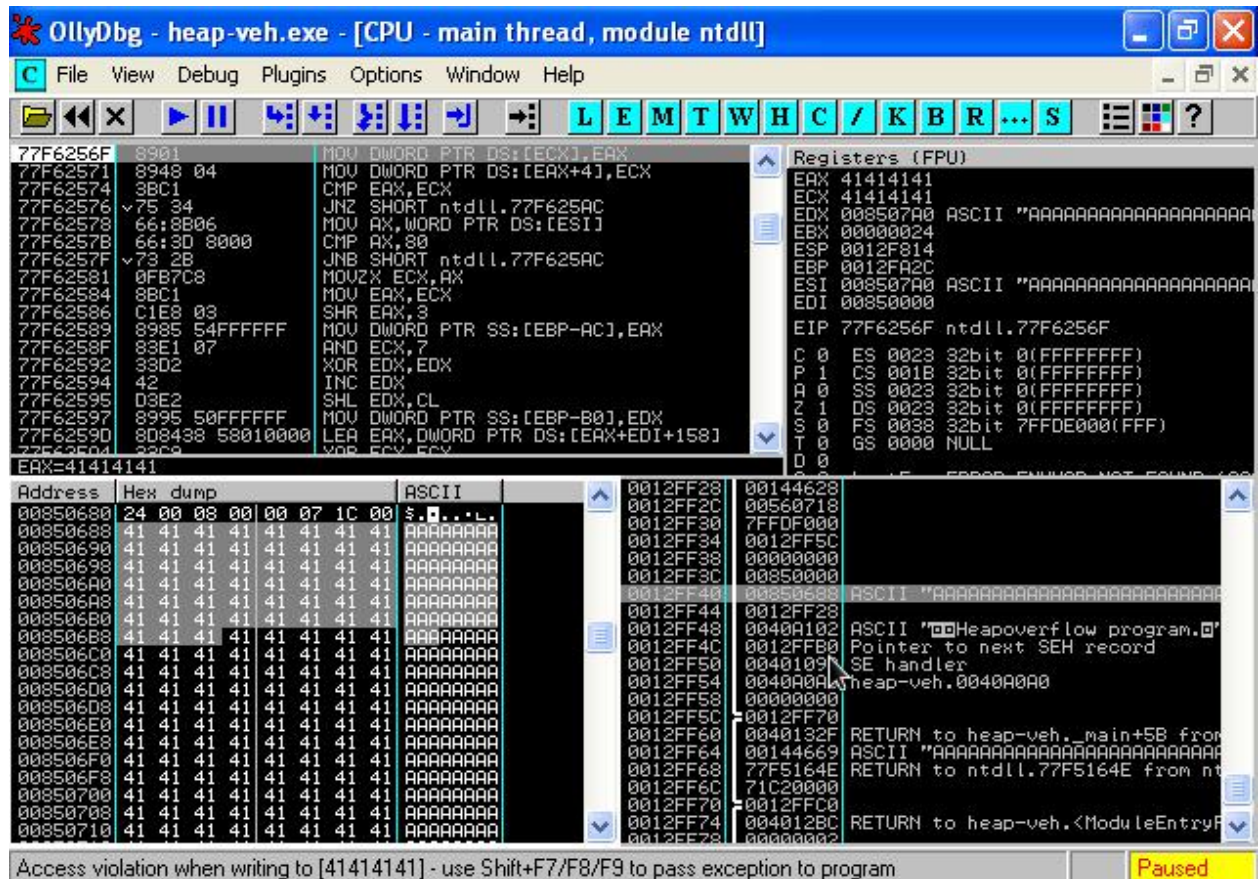 OllyDbg - heap-veh.exe - [CPU - main thread, module ntdll]
C File View Debug Plugins Options Window Help
L E M T W H C / K B R ... S ?
77F6256F 8901 MOV DWORD PTR DS:[ECX],EAX
77F62571 8948 04 MOV DWORD PTR DS:[EAX+4],ECX
77F62574 3BC1 CMP EAX,ECX
77F62576 75 34 JNZ SHORT ntdll.77F625AC
77F62578 66:8B06 MOV AX,WORD PTR DS:[ESI]
77F6257B 66:3D 8000 CMP AX,80
77F6257F 73 2B JNB SHORT ntdll.77F625AC
77F62581 0FB7C8 MOVZX ECX,AX
77F62584 8BC1 MOV EAX,ECX
77F62586 C1E8 03 SHR EAX,3
77F62589 8985 54FFFFFF MOV DWORD PTR SS:[EBP-AC],EAX
77F6258F 83E1 07 AND ECX,7
77F62592 33D2 XOR EDX,EDX
77F62594 42 INC EDX
77F62595 D3E2 SHL EDX,CL
77F62597 8995 50FFFFFF MOV DWORD PTR SS:[EBP-B0],EDX
77F6259D 8D8438 58010000 LEA EAX,DWORD PTR DS:[EAX+EDI+158]
EAX=41414141
Registers (FPU)
EAX 41414141
ECX 41414141
EDX 008507A0 ASCII "AAAAAAAAAAAAAAAAAAAA
EBX 00000024
ESP 0012F814
EBP 0012FA2C
ESI 008507A0 ASCII "AAAAAAAAAAAAAAAAAAAA
EDI 00850000
EIP 77F6256F ntdll.77F6256F
C 0 ES 0023 32bit 0(FFFFFFFF)
P 1 CS 001B 32bit 0(FFFFFFFF)
A 0 SS 0023 32bit 0(FFFFFFFF)
Z 1 DS 0023 32bit 0(FFFFFFFF)
S 0 FS 0038 32bit 7FFDE000(FFF)
T 0 GS 0000 NULL
D 0
Address Hex dump ASCII
00850680 24 00 08 00 00 07 1C 00 $.
00850688 41 41 41 41 41 41 41 41 AAAAAAAA
00850690 41 41 41 41 41 41 41 41 AAAAAAAA
00850698 41 41 41 41 41 41 41 41 AAAAAAAA
008506A0 41 41 41 41 41 41 41 41 AAAAAAAA
008506A8 41 41 41 41 41 41 41 41 AAAAAAAA
008506B0 41 41 41 41 41 41 41 41 AAAAAAAA
008506B8 41 41 41 41 41 41 41 41 AAAAAAAA
008506C0 41 41 41 41 41 41 41 41 AAAAAAAA
008506C8 41 41 41 41 41 41 41 41 AAAAAAAA
008506D0 41 41 41 41 41 41 41 41 AAAAAAAA
008506D8 41 41 41 41 41 41 41 41 AAAAAAAA
008506E0 41 41 41 41 41 41 41 41 AAAAAAAA
008506E8 41 41 41 41 41 41 41 41 AAAAAAAA
008506F0 41 41 41 41 41 41 41 41 AAAAAAAA
008506F8 41 41 41 41 41 41 41 41 AAAAAAAA
00850700 41 41 41 41 41 41 41 41 AAAAAAAA
00850708 41 41 41 41 41 41 41 41 AAAAAAAA
00850710 41 41 41 41 41 41 41 41 AAAAAAAA
0012FF28 00144628
0012FF2C 00560718
0012FF30 7FFDF000
0012FF34 0012FF5C
0012FF38 00000000
0012FF3C 00850000
0012FF40 00850688 ASCII "AAAAAAAAAAAAAAAAAAAAAAA
0012FF44 0012FF28
0012FF48 0040A102 ASCII "Heapoverflow program.
0012FF4C 0012FFB0 Pointer to next SEH record
0012FF50 SE handler
0012FF54 heap-veh.0040A0A0
0012FF58 00000000
0012FF5C 0012FF70
0012FF60 0040132F RETURN to heap-veh._main+5B from
0012FF64 00144669 ASCII "AAAAAAAAAAAAAAAAAAAAAAA
0012FF68 77F5164E RETURN to ntdll.77F5164E from nt
0012FF6C 71C20000
0012FF70 0012FFC0
0012FF74 004012BC RETURN to heap-veh.<ModuleEntryP
0012FF78 00000002
Access violation when writing to [41414141] - use Shift+F7/F8/F9 to pass exception to program
Paused